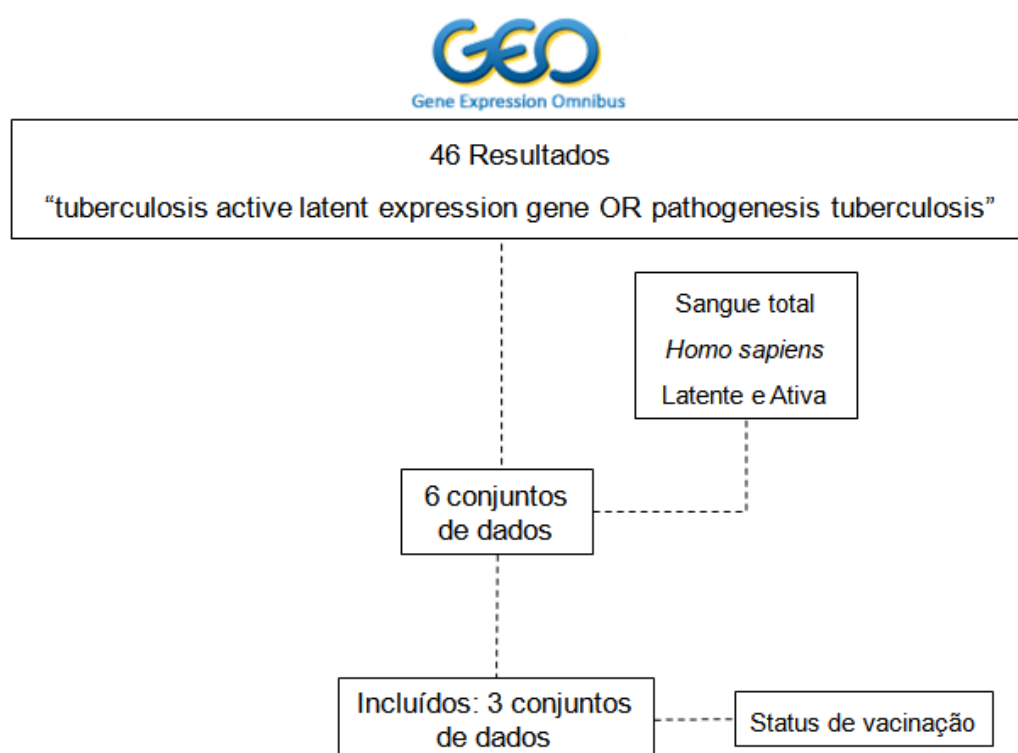 GEO
Gene Expression Omnibus
46 Resultados
“tuberculosis active latent expression gene OR pathogenesis tuberculosis”
Sangue total
Homo sapiens
Latente e Ativa
6 conjuntos
de dados
Incluídos: 3 conjuntos
de dados
Status de vacinação